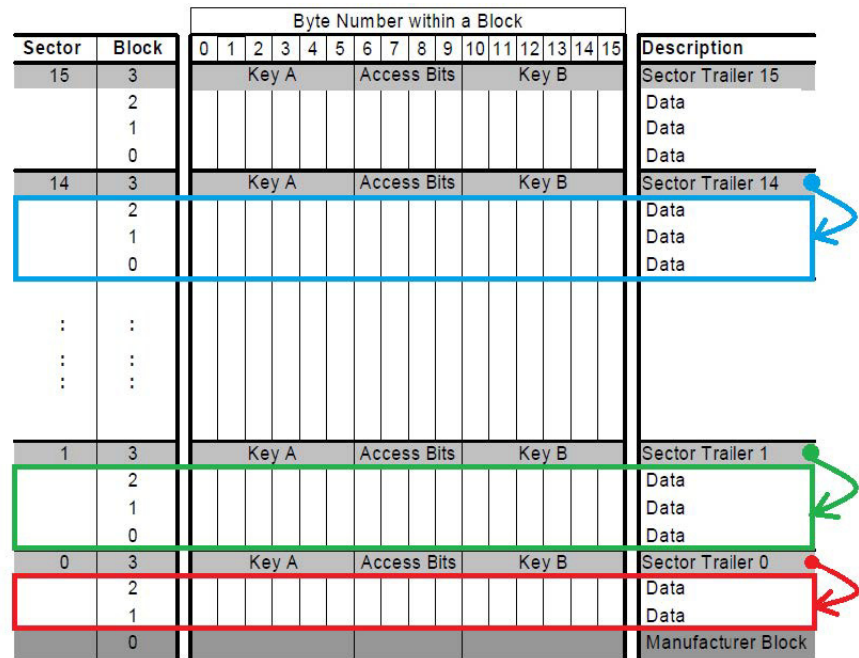 Byte Number within a Block
Sector Block 0 1 2 3 4 5 6 7 8 9 10 11 12 13 14 15 Description
15 3 Key A Access Bits Key B Sector Trailer 15
2 Data
1 Data
0 Data
14 3 Key A Access Bits Key B Sector Trailer 14
2 Data
1 Data
0 Data
: :
: :
: :
1 3 Key A Access Bits Key B Sector Trailer 1
2 Data
1 Data
0 Data
0 3 Key A Access Bits Key B Sector Trailer 0
2 Data
1 Data
0 Manufacturer Block